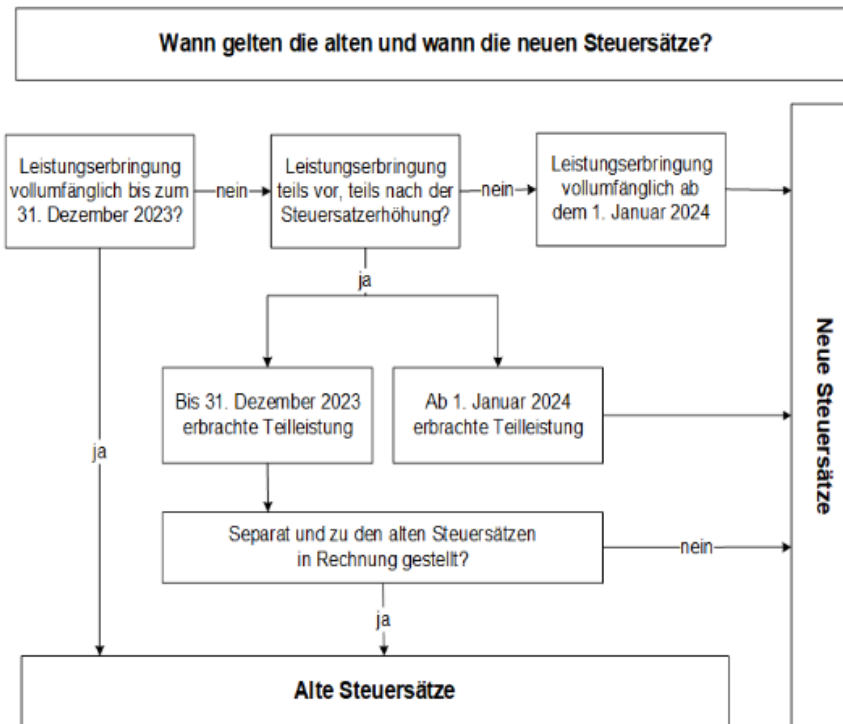 Wann gelten die alten und wann die neuen Steuersätze?
Leistungserbringung
vollumfänglich bis zum
31. Dezember 2023?
nein
Leistungserbringung
teils vor, teils nach der
Steuersatzerhöhung?
nein
Leistungserbringung
vollumfänglich ab
dem 1. Januar 2024
ja
Bis 31. Dezember 2023
erbrachte Teilleistung
Ab 1. Januar 2024
erbrachte Teilleistung
ja
Separat und zu den alten Steuersätzen
in Rechnung gestellt?
nein
ja
Alte Steuersätze
Neue Steuersätze